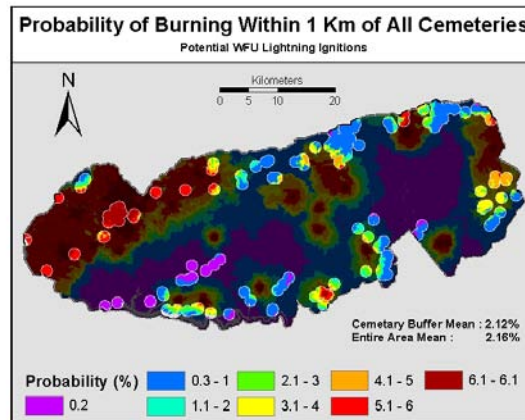 Probability of Burning Within 1 Km of All Cemeteries
Potential WFU Lightning Ignitions
N
Kilometers
0 5 10 20
Cemetary Buffer Mean : 2.12%
Entire Area Mean : 2.16%
Probability (%)
0.3 - 1 2.1 - 3 4.1 - 5 6.1 - 6.1
0.2 1.1 - 2 3.1 - 4 5.1 - 6